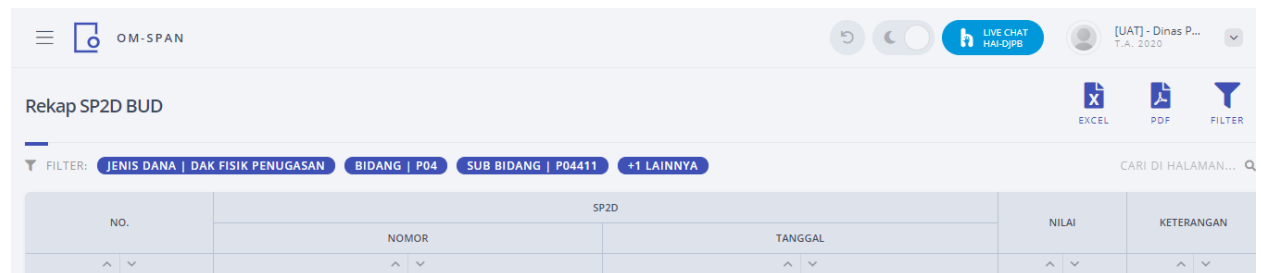 OM-SPAN
LIVE CHAT
HAI-DJPB
[UAT] - Dinas P...
T.A. 2020
Rekap SP2D BUD
EXCEL PDF FILTER
FILTER: JENIS DANA | DAK FISIK PENUGASAN BIDANG | P04 SUB BIDANG | P04411 +1 LAINNYA CARI DI HALAMAN...
NO. SP2D NILAI KETERANGAN
NOMOR TANGGAL